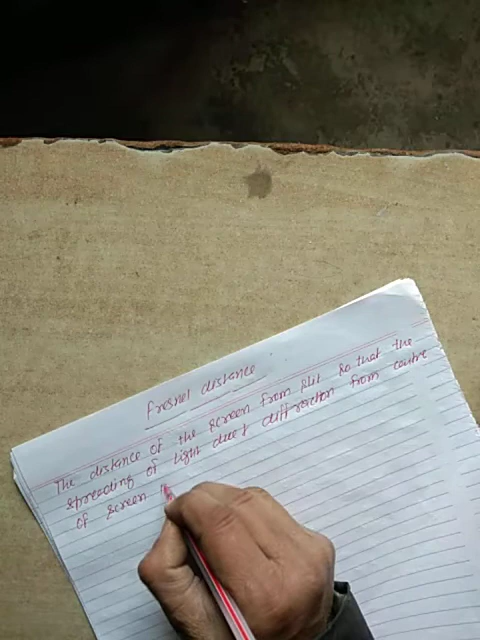 fresnel distance
The distance of the screen from slit so that the
spreading of light due to diffraction from centre
of screen